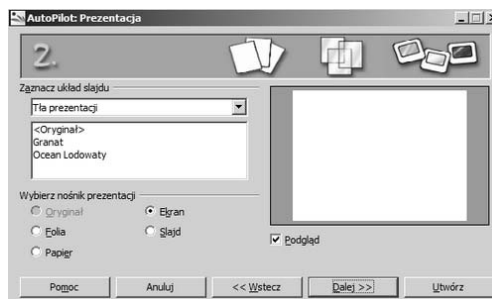 AutoPilot: Prezentacja
2.
Zaznacz układ slajdu
Tła prezentacji
<Oryginał>
Granat
Ocean Lodowaty
Wybierz nośnik prezentacji
Oryginał
Ekran
Folia
Slajd
Papier
Podgląd
Pomoc
Anuluj
<< Wstecz
Dalej >>
Utwórz